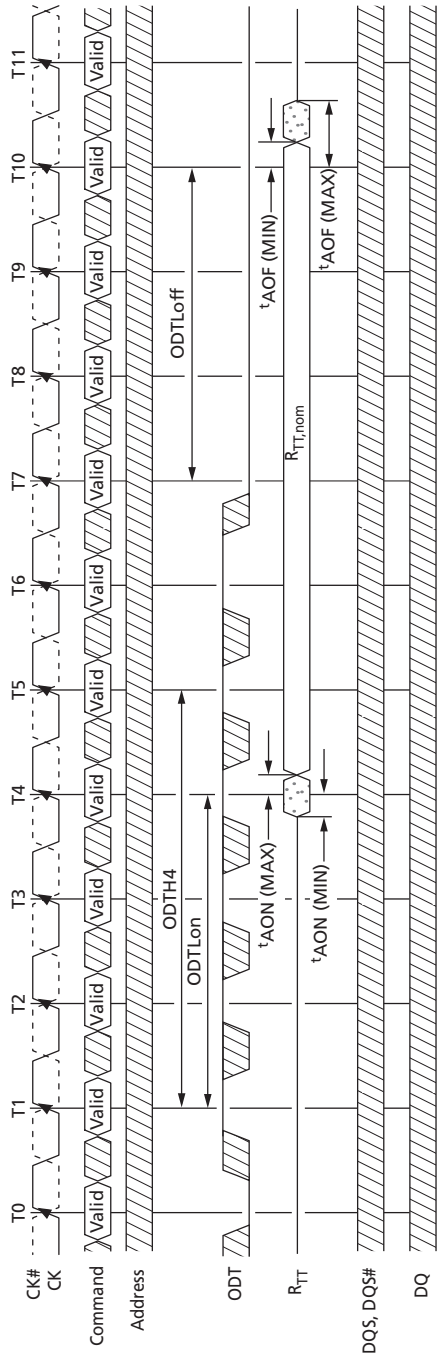 T0 T1 T2 T3 T4 T5 T6 T7 T8 T9 T10 T11
CK#
CK
Command Valid Valid Valid Valid Valid Valid Valid Valid Valid Valid Valid Valid
Address
ODTH4
ODTLon
ODTLoff
ODT
tAON (MAX)
tAOF (MIN)
RTT
RTT,nom
tAON (MIN)
tAOF (MAX)
DQS, DQS#
DQ